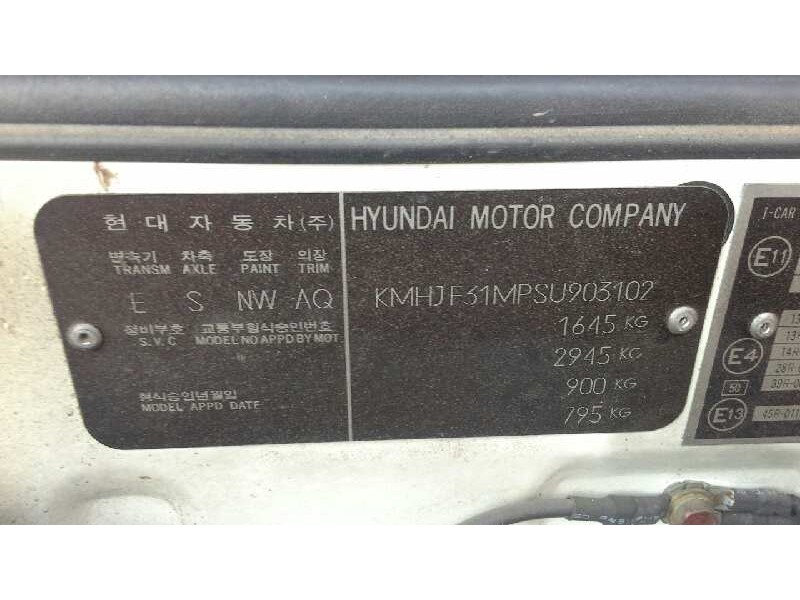 현대자동차(주)
HYUNDAI MOTOR COMPANY
변속기 차축 도장 의장
TRANSM AXLE PAINT TRIM
E S NW AQ
KMHJF31MPSU903102
정비부호 교통부형식승인번호
S.V.C MODEL NO APPD BY MOT
1645 KG
2945 KG
900 KG
795 KG
형식승인년월일
MODEL APPD DATE
I-CAR
E11
E4
50
E13